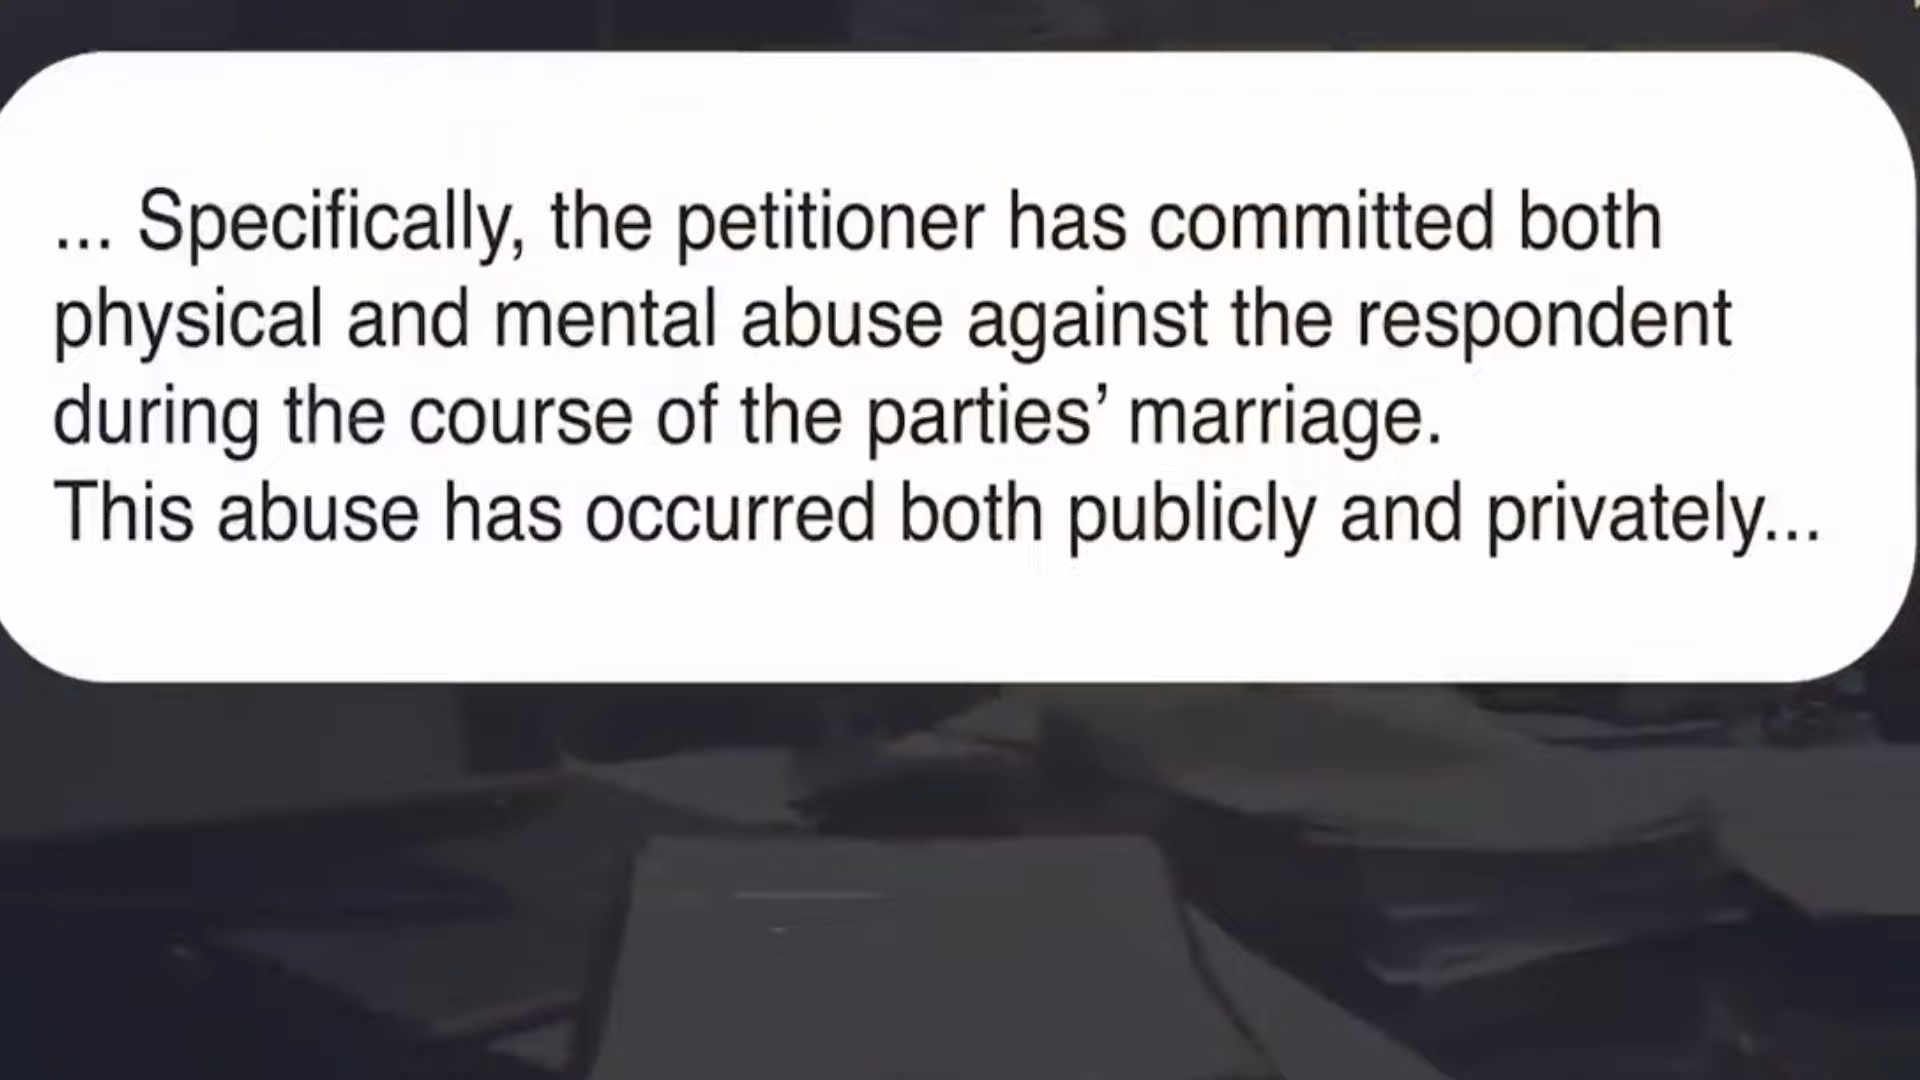 ... Specifically, the petitioner has committed both
physical and mental abuse against the respondent
during the course of the parties’ marriage.
This abuse has occurred both publicly and privately...